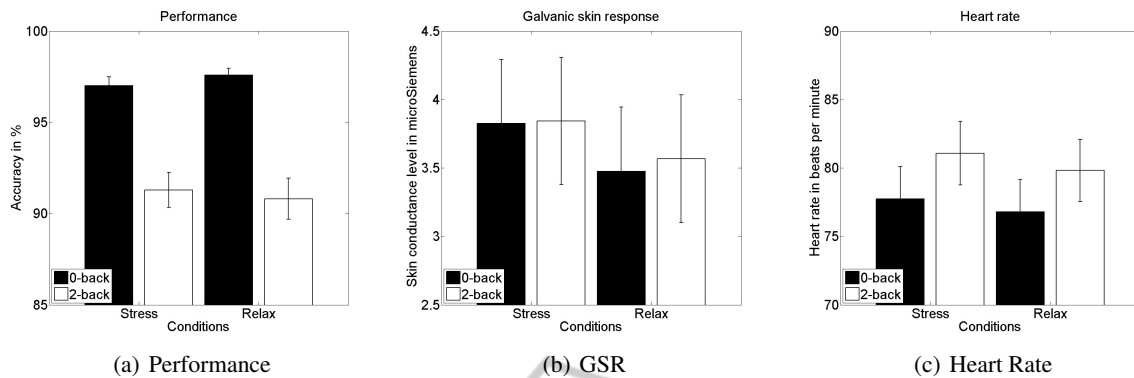 Performance
100
95
90
85
Accuracy in %
0-back
2-back
Stress
Relax
Conditions
(a) Performance
Galvanic skin response
4.5
4
3.5
3
2.5
Skin conductance level in microSiemens
0-back
2-back
Stress
Relax
Conditions
(b) GSR
Heart rate
90
85
80
75
70
Heart rate in beats per minute
0-back
2-back
Stress
Relax
Conditions
(c) Heart Rate